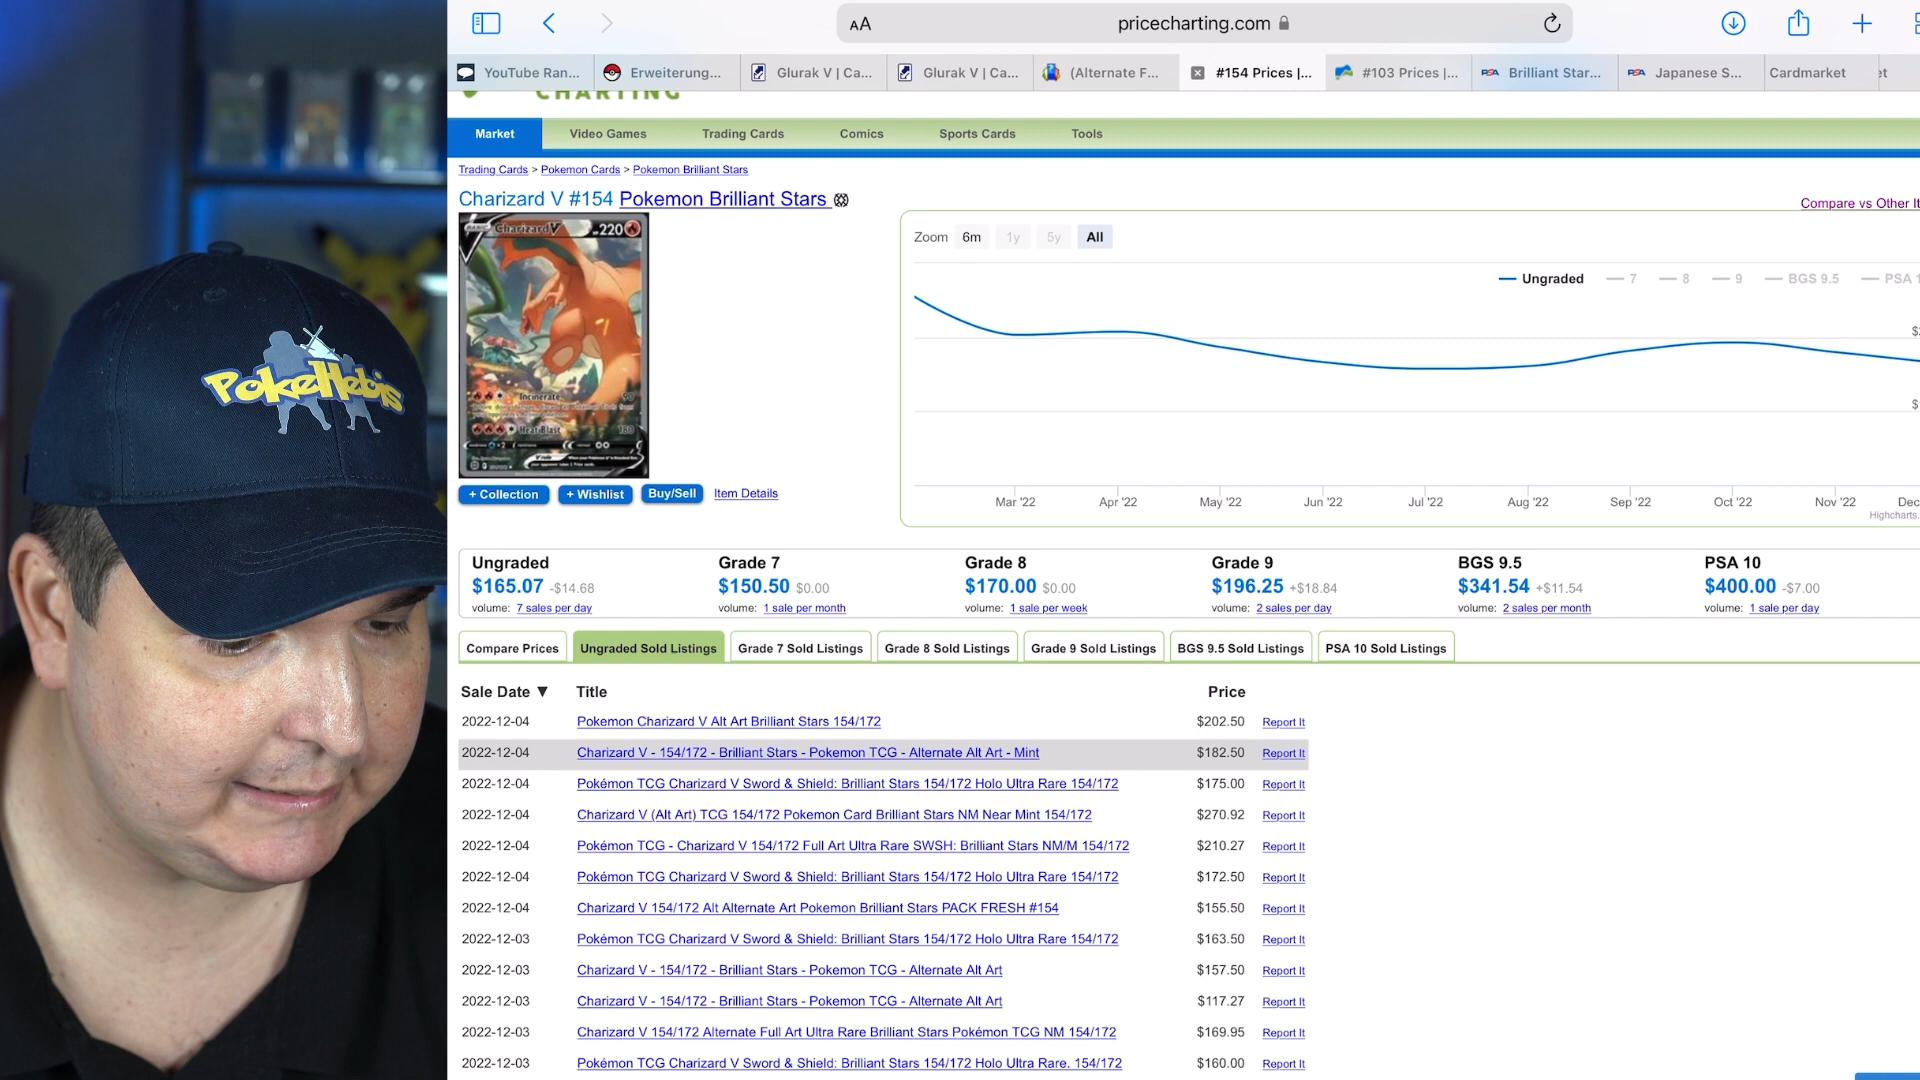 AA
pricecharting.com
YouTube Ran...
Erweiterung...
Glurak V | Ca...
Glurak V | Ca...
(Alternate F...
#154 Prices |...
#103 Prices |...
PSA Brilliant Star...
PSA Japanese S...
Cardmarket
et
CHARTING
Market
Video Games
Trading Cards
Comics
Sports Cards
Tools
Trading Cards > Pokemon Cards > Pokemon Brilliant Stars
Charizard V #154 Pokemon Brilliant Stars
Compare vs Other It
PokeHebis
Charizard V 220
Incinerate 90
Heat Blast 180
+ Collection
+ Wishlist
Buy/Sell
Item Details
Zoom 6m 1y 5y All
Ungraded 7 8 9 BGS 9.5 PSA 1
Mar '22 Apr '22 May '22 Jun '22 Jul '22 Aug '22 Sep '22 Oct '22 Nov '22 Dec
Highcharts.
Ungraded Grade 7 Grade 8 Grade 9 BGS 9.5 PSA 10
$165.07 -$14.68 $150.50 $0.00 $170.00 $0.00 $196.25 +$18.84 $341.54 +$11.54 $400.00 -$7.00
volume: 7 sales per day volume: 1 sale per month volume: 1 sale per week volume: 2 sales per day volume: 2 sales per month volume: 1 sale per day
Compare Prices
Ungraded Sold Listings
Grade 7 Sold Listings
Grade 8 Sold Listings
Grade 9 Sold Listings
BGS 9.5 Sold Listings
PSA 10 Sold Listings
Sale Date ▼ Title Price
2022-12-04 Pokemon Charizard V Alt Art Brilliant Stars 154/172 $202.50 Report It
2022-12-04 Charizard V - 154/172 - Brilliant Stars - Pokemon TCG - Alternate Alt Art - Mint $182.50 Report It
2022-12-04 Pokémon TCG Charizard V Sword & Shield: Brilliant Stars 154/172 Holo Ultra Rare 154/172 $175.00 Report It
2022-12-04 Charizard V (Alt Art) TCG 154/172 Pokemon Card Brilliant Stars NM Near Mint 154/172 $270.92 Report It
2022-12-04 Pokémon TCG - Charizard V 154/172 Full Art Ultra Rare SWSH: Brilliant Stars NM/M 154/172 $210.27 Report It
2022-12-04 Pokémon TCG Charizard V Sword & Shield: Brilliant Stars 154/172 Holo Ultra Rare 154/172 $172.50 Report It
2022-12-04 Charizard V 154/172 Alt Alternate Art Pokemon Brilliant Stars PACK FRESH #154 $155.50 Report It
2022-12-03 Pokémon TCG Charizard V Sword & Shield: Brilliant Stars 154/172 Holo Ultra Rare 154/172 $163.50 Report It
2022-12-03 Charizard V - 154/172 - Brilliant Stars - Pokemon TCG - Alternate Alt Art $157.50 Report It
2022-12-03 Charizard V - 154/172 - Brilliant Stars - Pokemon TCG - Alternate Alt Art $117.27 Report It
2022-12-03 Charizard V 154/172 Alternate Full Art Ultra Rare Brilliant Stars Pokémon TCG NM 154/172 $169.95 Report It
2022-12-03 Pokémon TCG Charizard V Sword & Shield: Brilliant Stars 154/172 Holo Ultra Rare. 154/172 $160.00 Report It